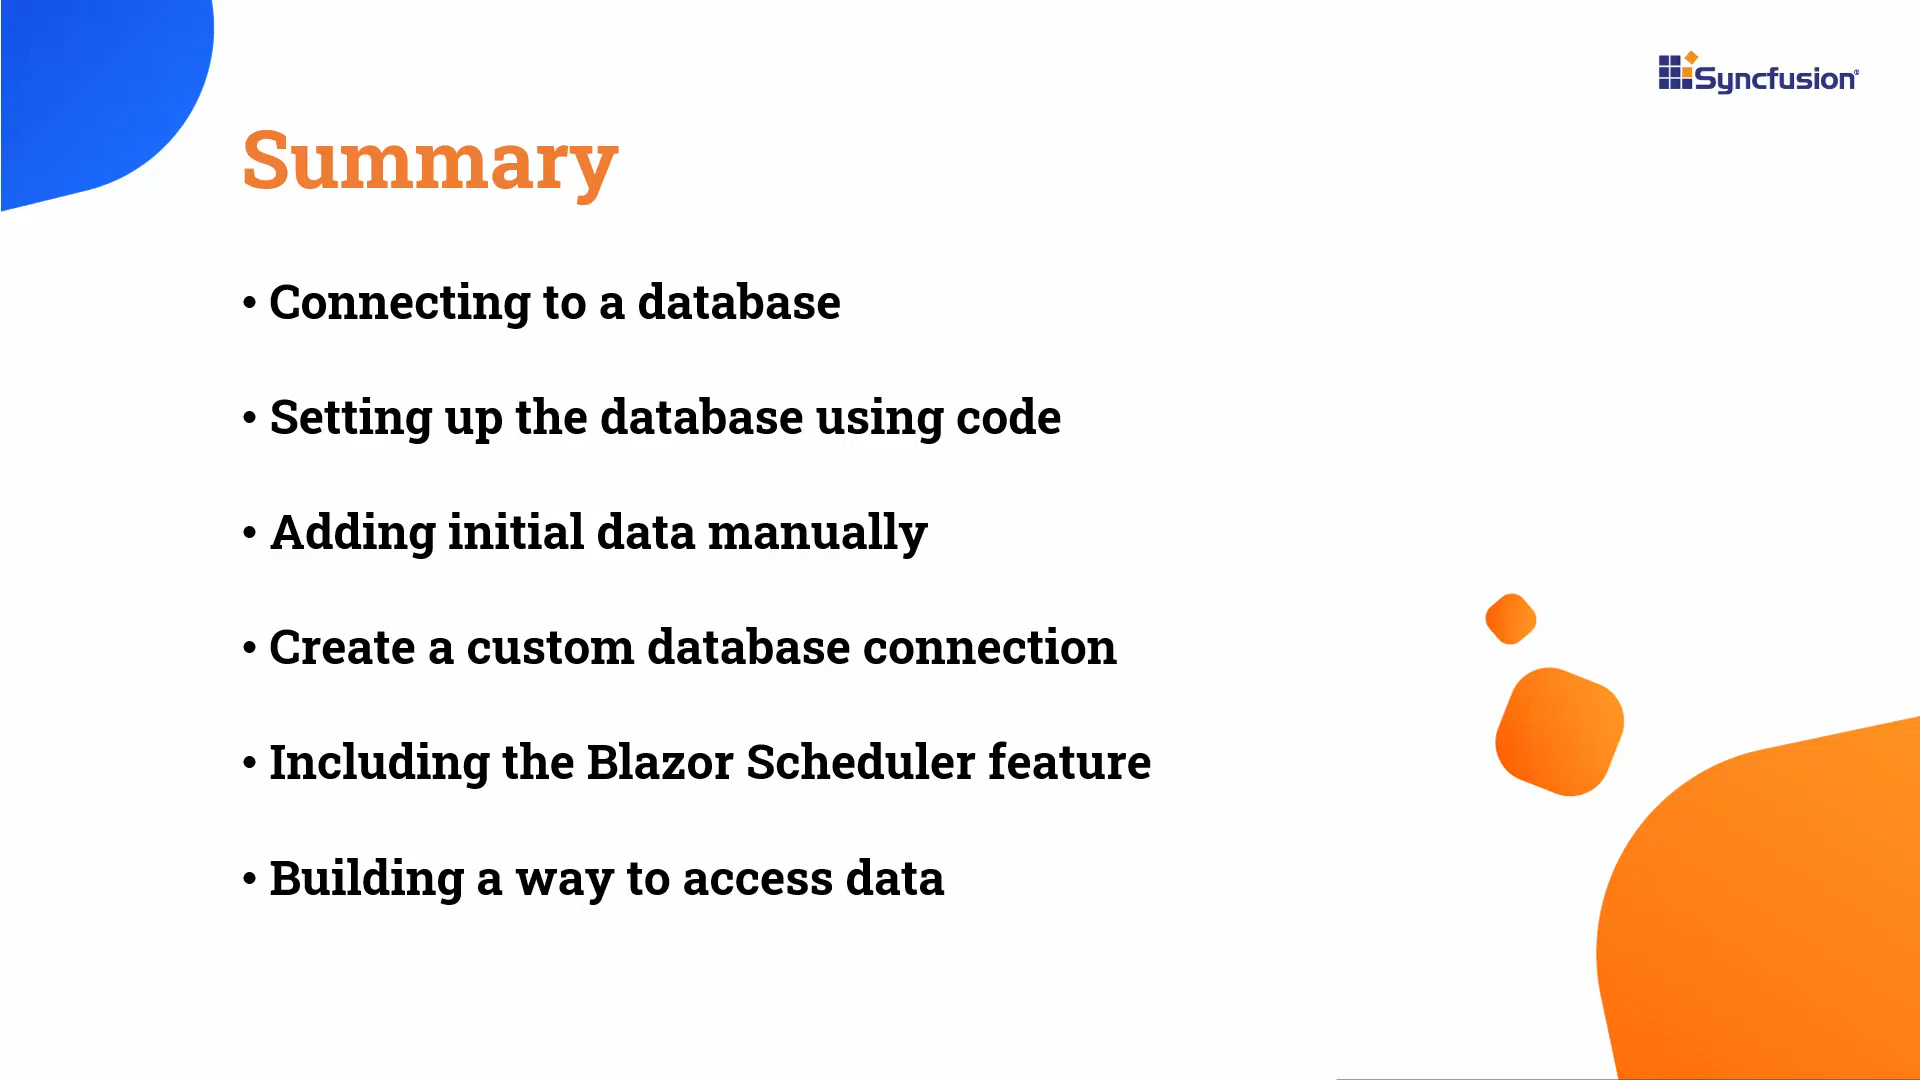 Syncfusion®
Summary
• Connecting to a database
• Setting up the database using code
• Adding initial data manually
• Create a custom database connection
• Including the Blazor Scheduler feature
• Building a way to access data